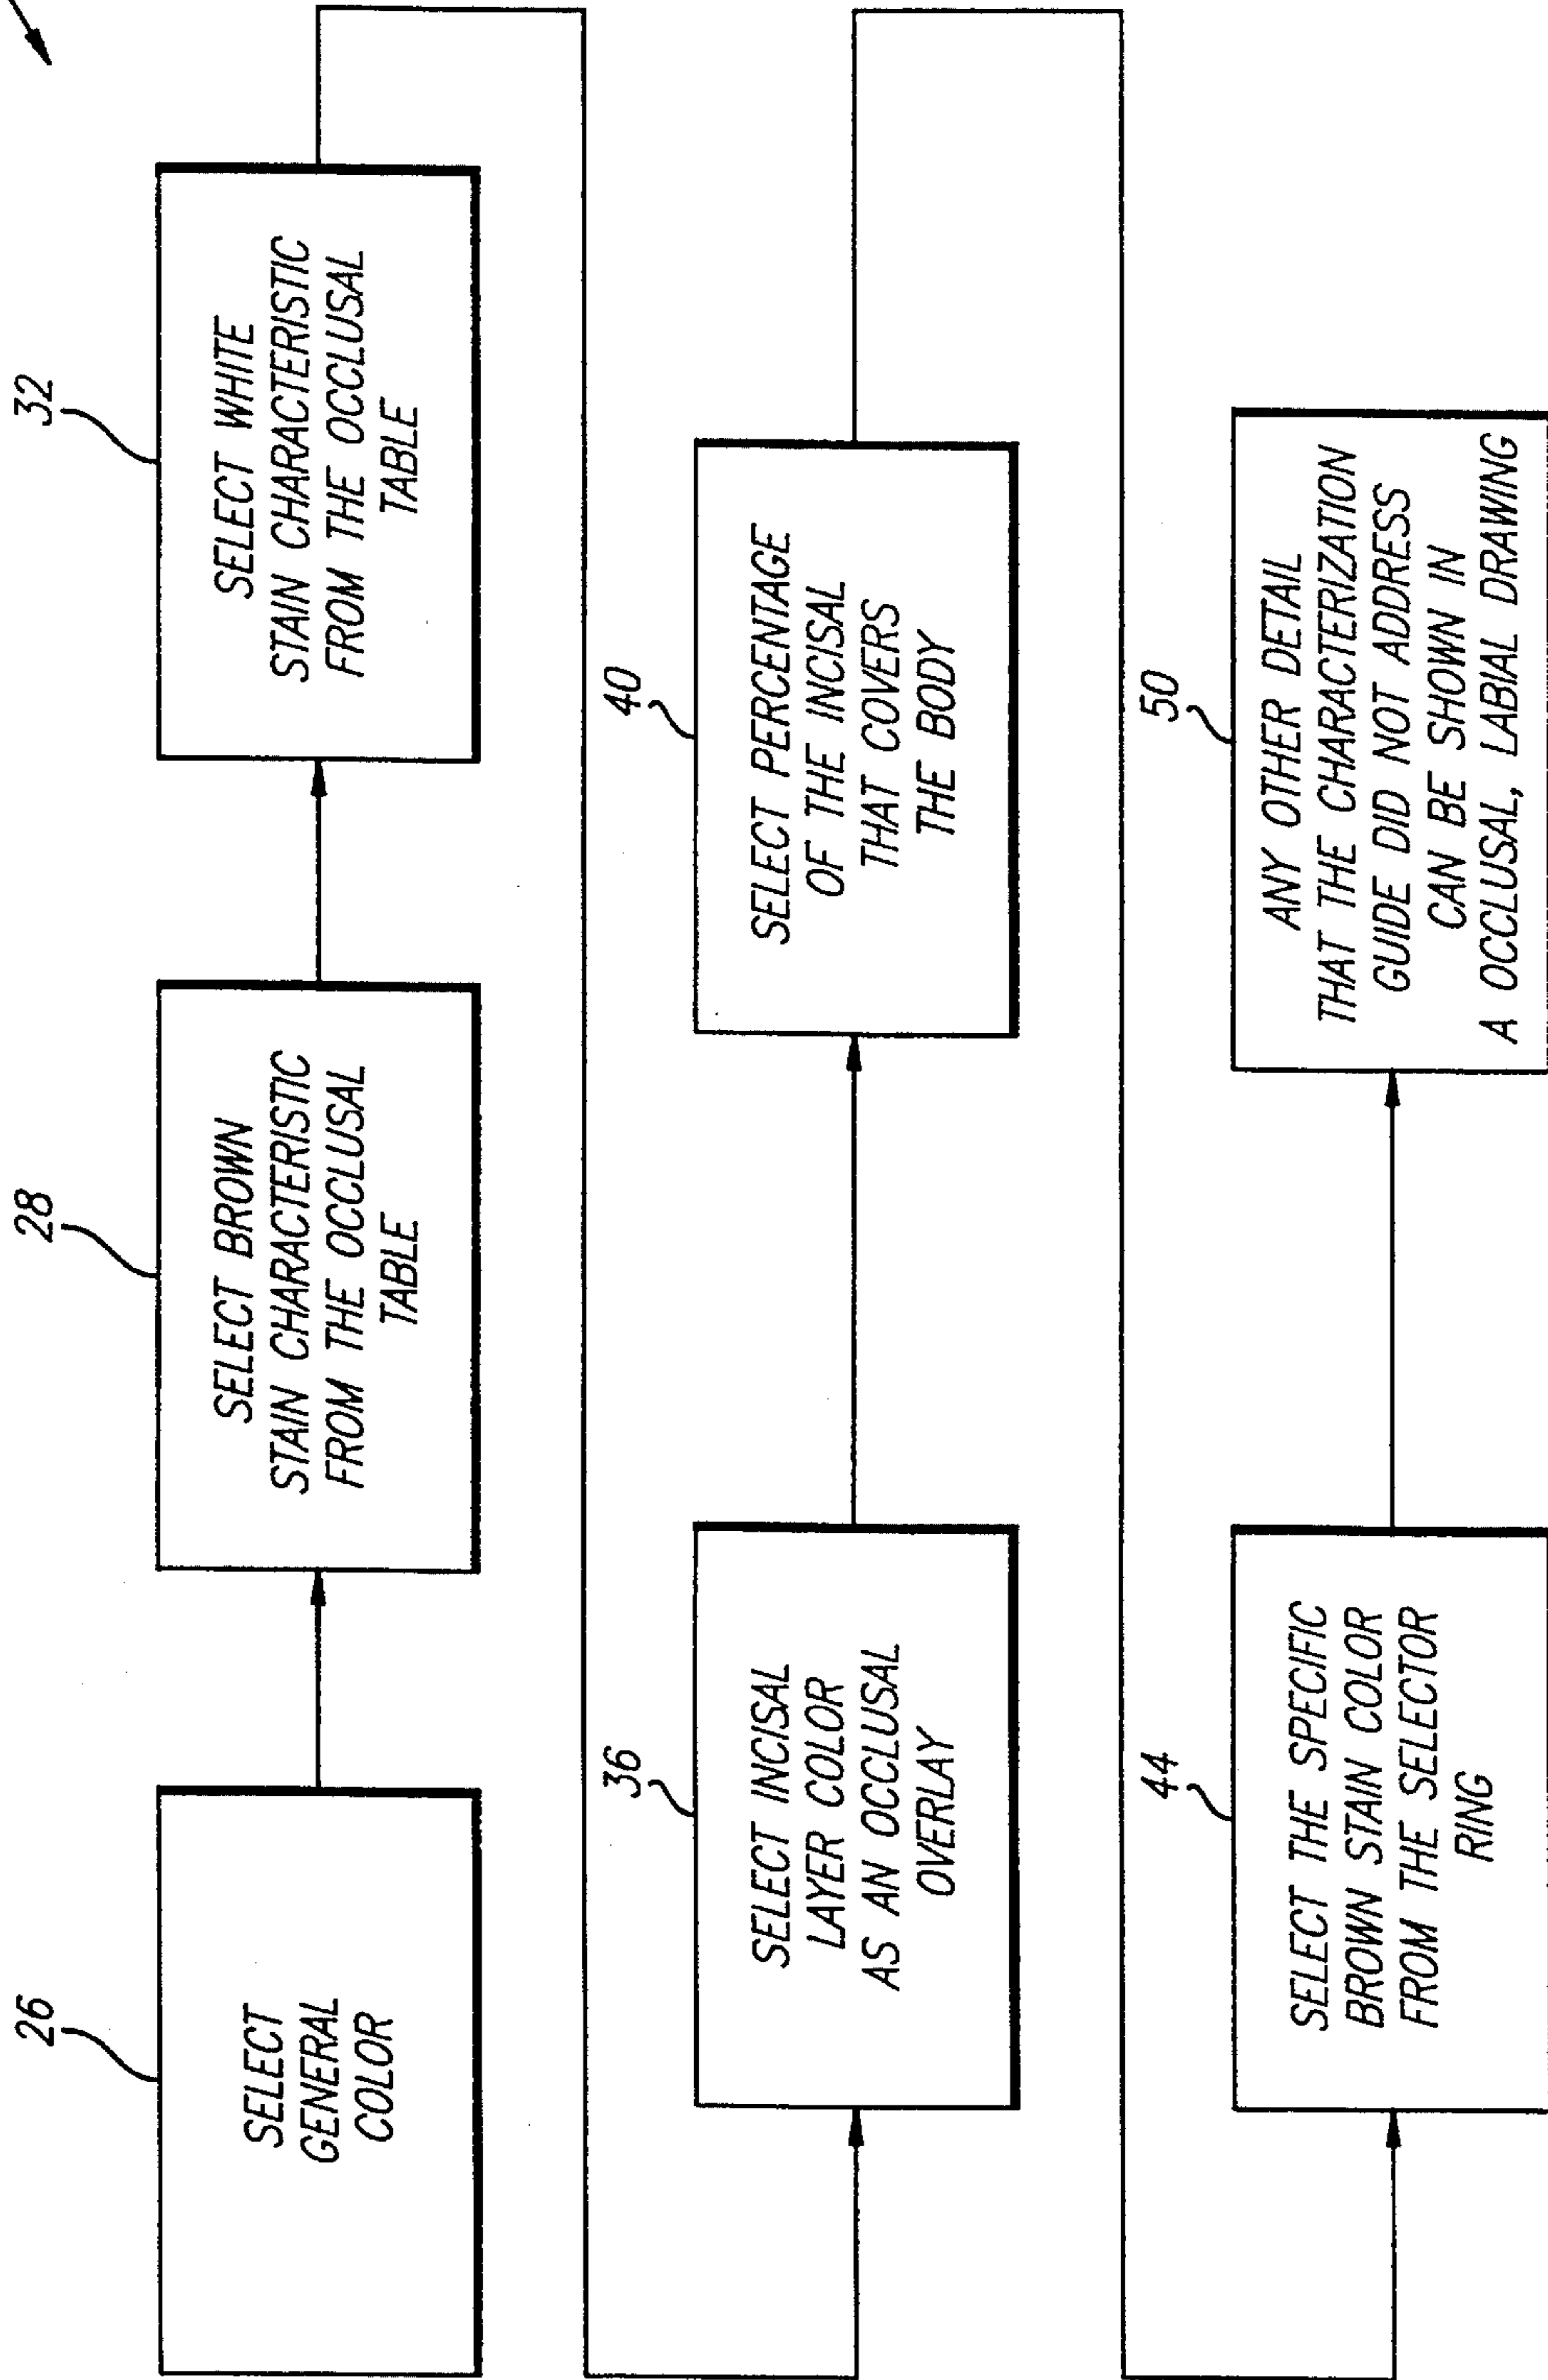 26
SELECT
GENERAL
COLOR
28
SELECT BROWN
STAIN CHARACTERISTIC
FROM THE OCCLUSAL
TABLE
32
SELECT WHITE
STAIN CHARACTERISTIC
FROM THE OCCLUSAL
TABLE
36
SELECT INCISAL
LAYER COLOR
AS AN OCCLUSAL
OVERLAY
40
SELECT PERCENTAGE
OF THE INCISAL
THAT COVERS
THE BODY
44
SELECT THE SPECIFIC
BROWN STAIN COLOR
FROM THE SELECTOR
RING
50
ANY OTHER DETAIL
THAT THE CHARACTERIZATION
GUIDE DID NOT ADDRESS
CAN BE SHOWN IN
A OCCLUSAL, LABIAL DRAWING